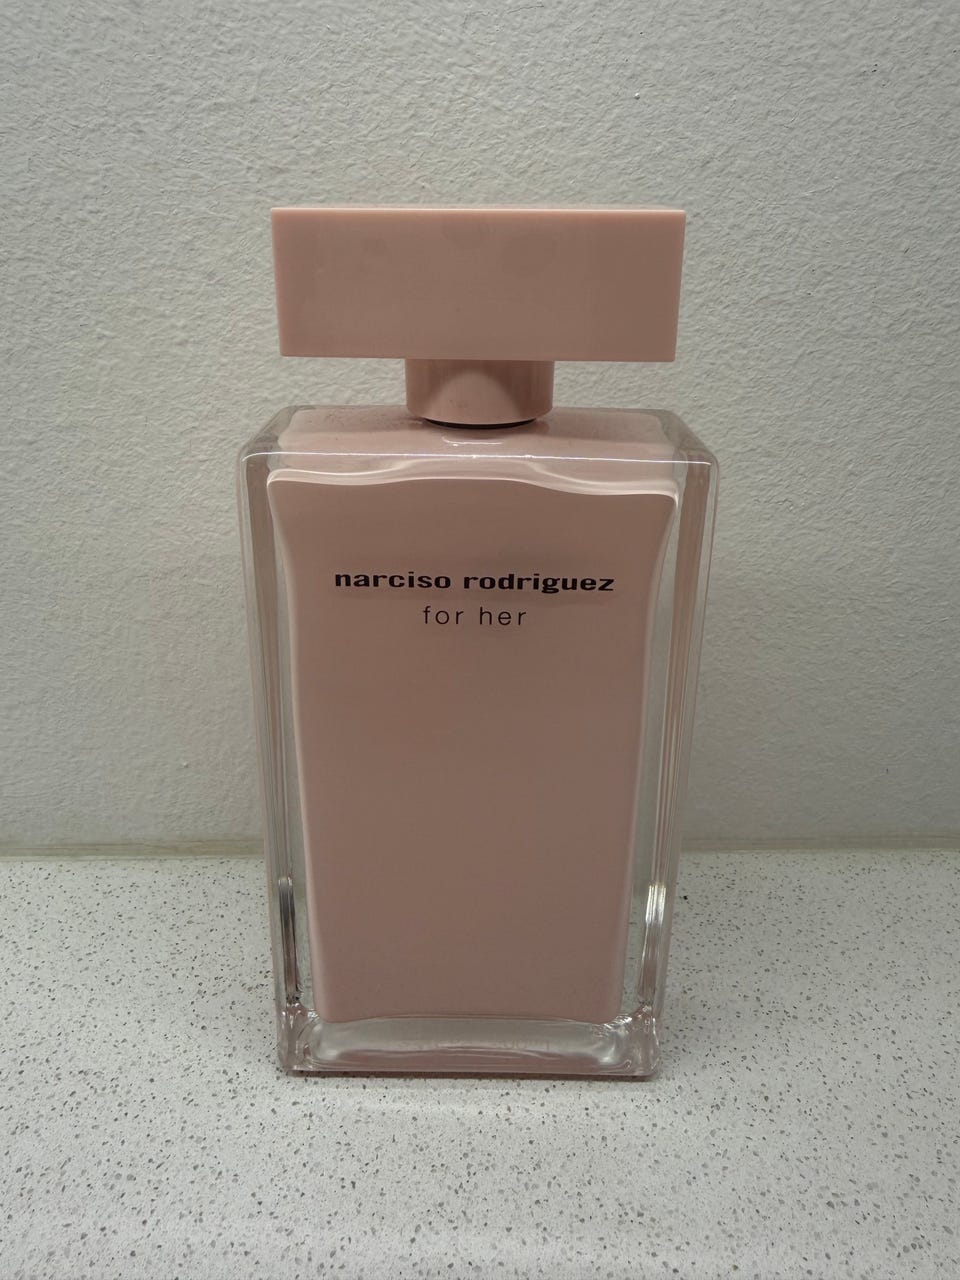 narciso rodriguez
for her